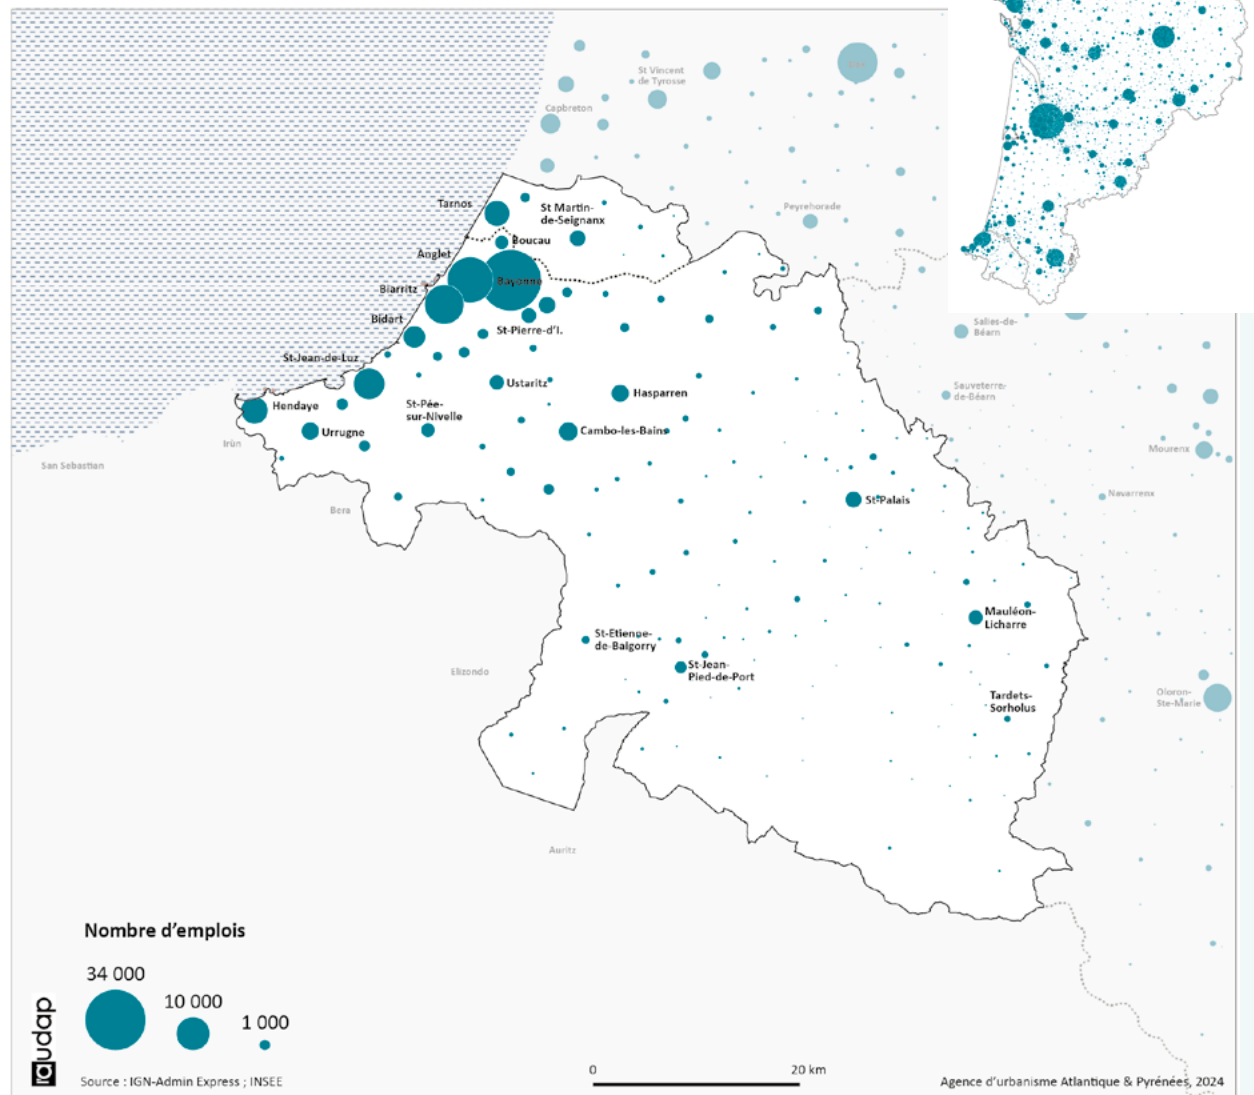 St Vincent
de Tyrosse
Capbreton
Tarnos
St Martin-
de-Seignanx
Peyrehorade
Boucau
Anglet
Bayonne
Biarritz
Bidart
St-Pierre-d'I.
Salies-de-
Béarn
St-Jean-de-Luz
Ustaritz
Hasparren
Sauveterre-
de-Béarn
Hendaye
St-Pée-
sur-Nivelle
Urrugne
Cambo-les-Bains
Irún
Mourenx
San Sebastian
St-Palais
Navarrenx
Bera
Mauléon-
Licharre
St-Etienne-
de-Baïgorry
St-Jean-
Pied-de-Port
Elizondo
Tardets-
Sorholus
Oloron-
Ste-Marie
Auritz
Nombre d'emplois
34 000
10 000
1 000
l'audap
Source : IGN-Admin Express ; INSEE
0
20 km
Agence d'urbanisme Atlantique & Pyrénées, 2024